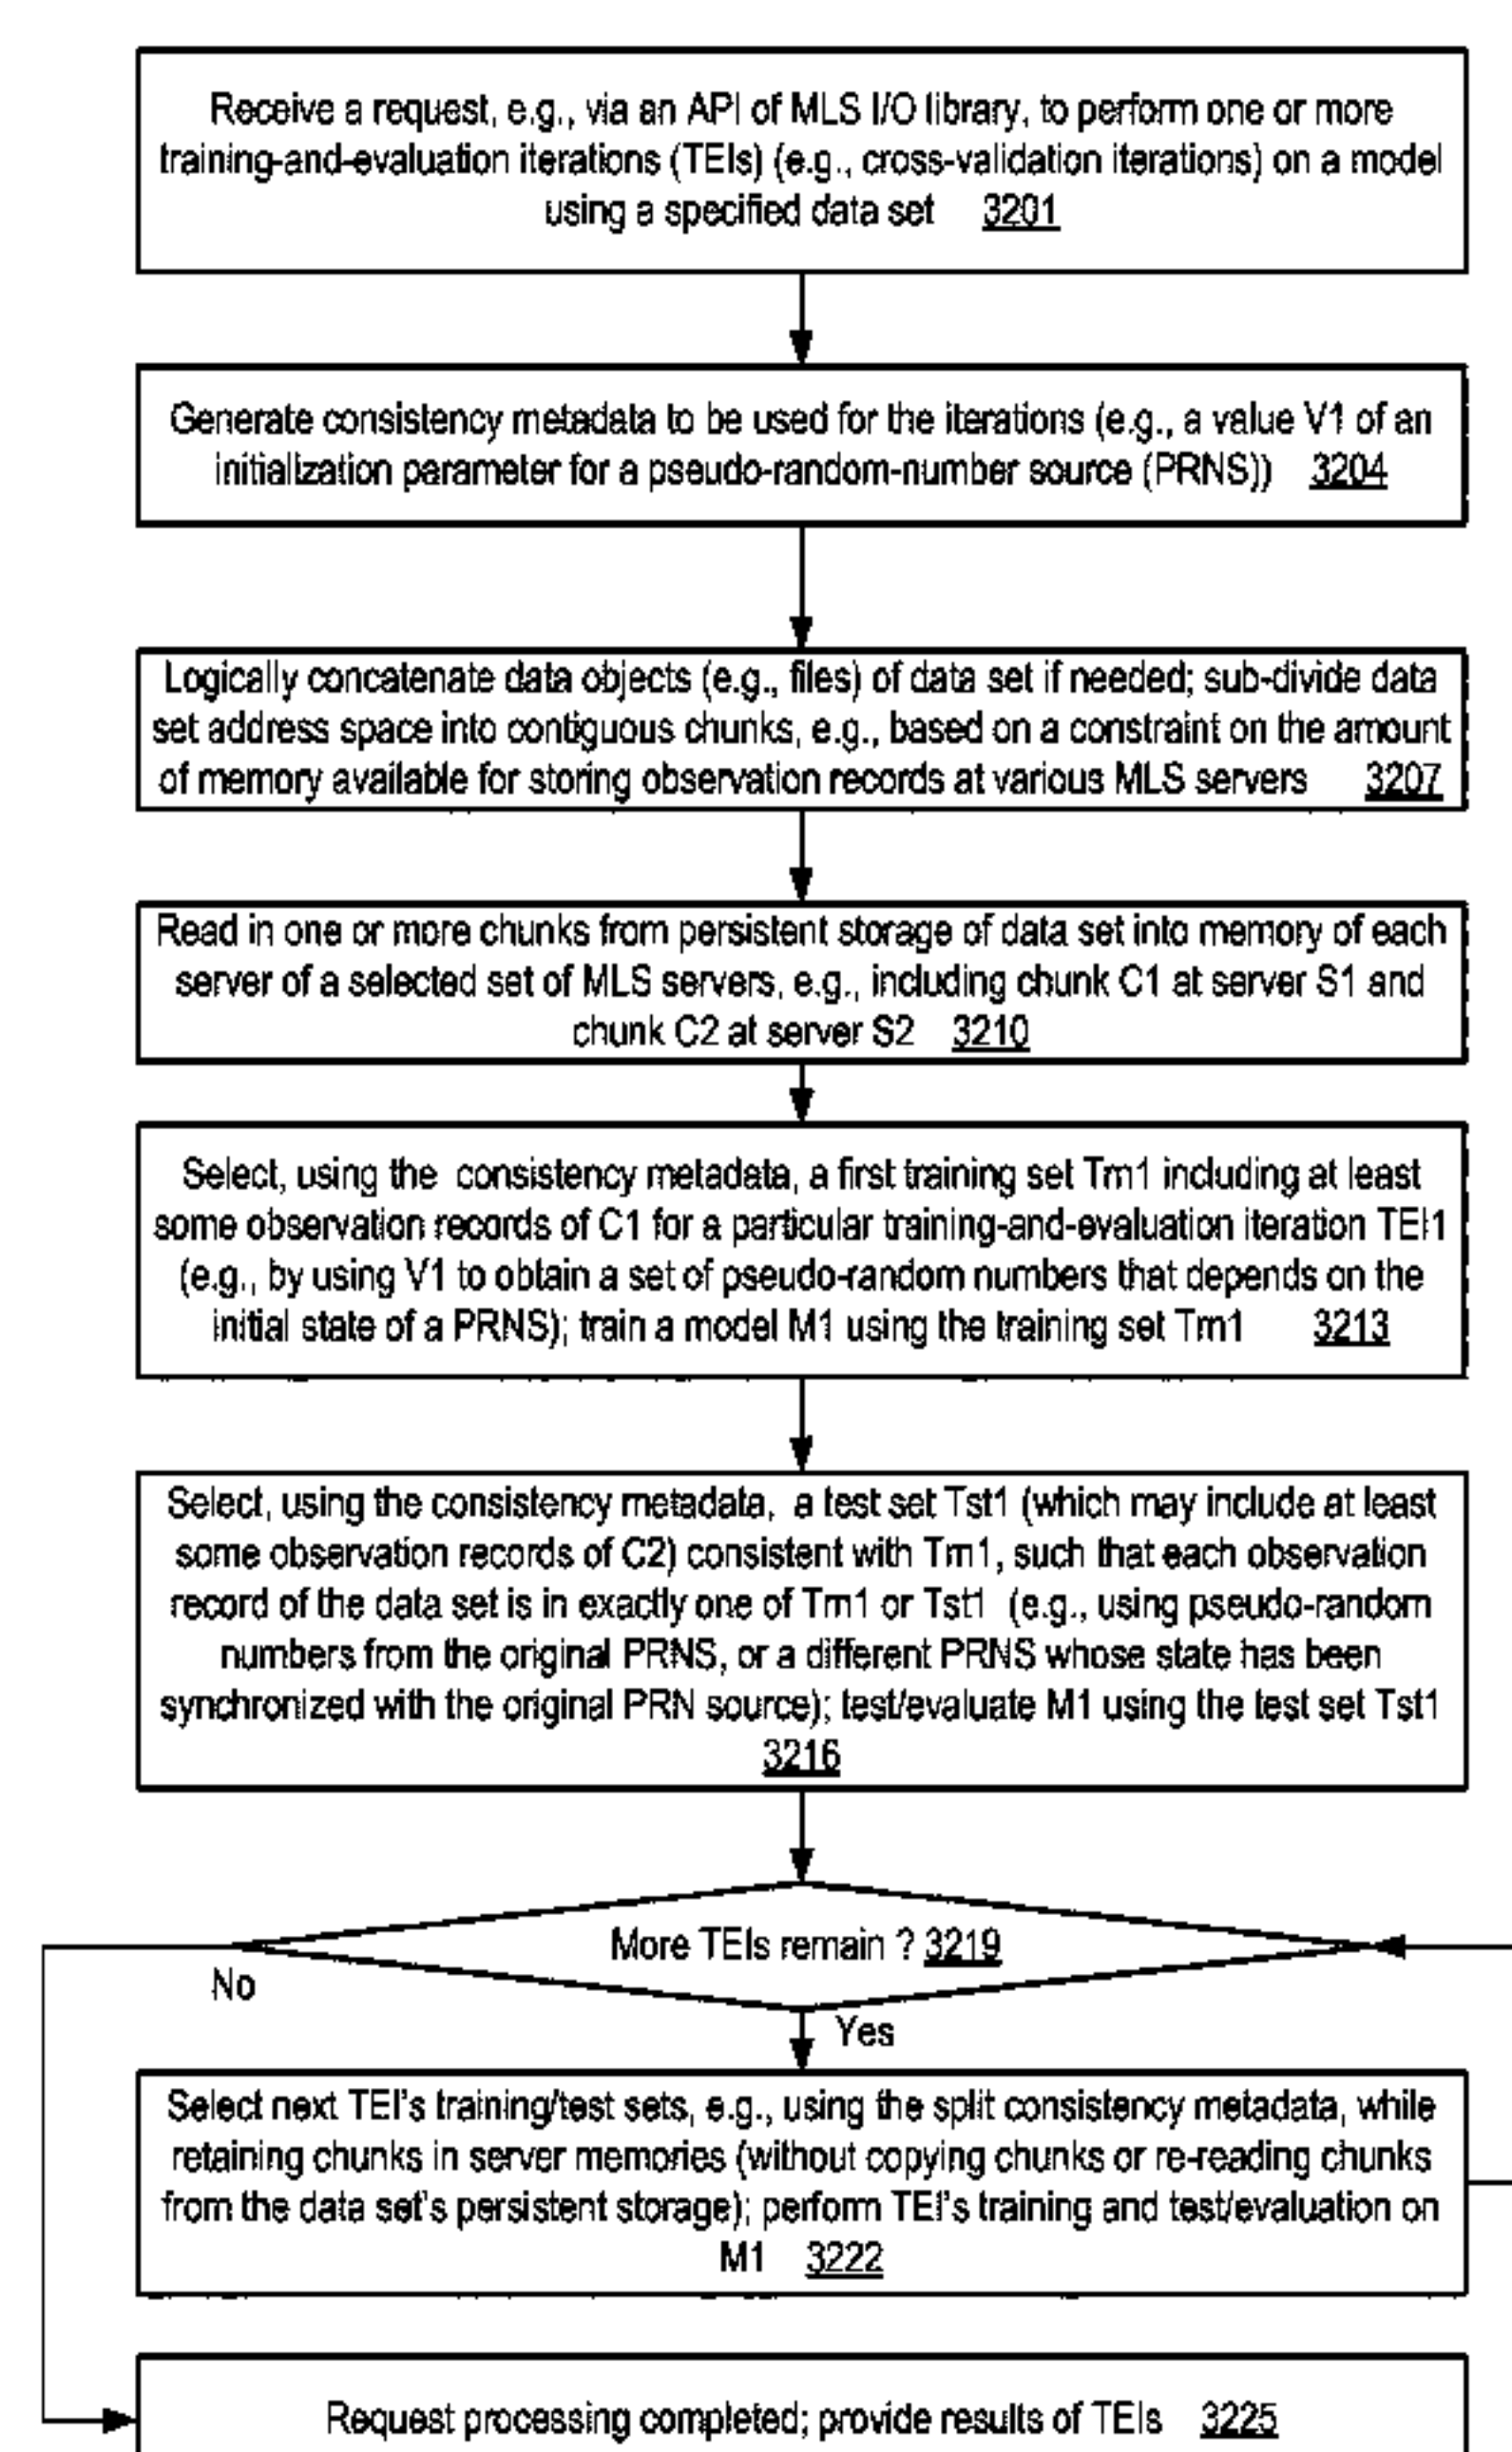 Receive a request, e.g., via an API of MLS I/O library, to perform one or more
training-and-evaluation iterations (TEIs) (e.g., cross-validation iterations) on a model
using a specified data set 3201
Generate consistency metadata to be used for the iterations (e.g., a value V1 of an
initialization parameter for a pseudo-random-number source (PRNS)) 3204
Logically concatenate data objects (e.g., files) of data set if needed; sub-divide data
set address space into contiguous chunks, e.g., based on a constraint on the amount
of memory available for storing observation records at various MLS servers 3207
Read in one or more chunks from persistent storage of data set into memory of each
server of a selected set of MLS servers, e.g., including chunk C1 at server S1 and
chunk C2 at server S2 3210
Select, using the consistency metadata, a first training set Trn1 including at least
some observation records of C1 for a particular training-and-evaluation iteration TEI1
(e.g., by using V1 to obtain a set of pseudo-random numbers that depends on the
initial state of a PRNS); train a model M1 using the training set Trn1 3213
Select, using the consistency metadata, a test set Tst1 (which may include at least
some observation records of C2) consistent with Trn1, such that each observation
record of the data set is in exactly one of Trn1 or Tst1 (e.g., using pseudo-random
numbers from the original PRNS, or a different PRNS whose state has been
synchronized with the original PRN source); test/evaluate M1 using the test set Tst1
3216
More TEIs remain ? 3219
No
Yes
Select next TEI's training/test sets, e.g., using the split consistency metadata, while
retaining chunks in server memories (without copying chunks or re-reading chunks
from the data set's persistent storage); perform TEI's training and test/evaluation on
M1 3222
Request processing completed; provide results of TEIs 3225